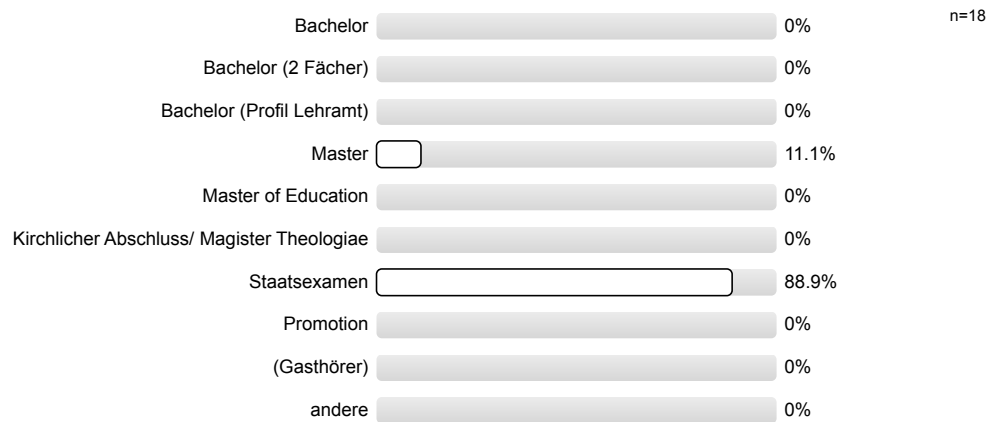 n=18
Bachelor 0%
Bachelor (2 Fächer) 0%
Bachelor (Profil Lehramt) 0%
Master 11.1%
Master of Education 0%
Kirchlicher Abschluss/ Magister Theologiae 0%
Staatsexamen 88.9%
Promotion 0%
(Gasthörer) 0%
andere 0%